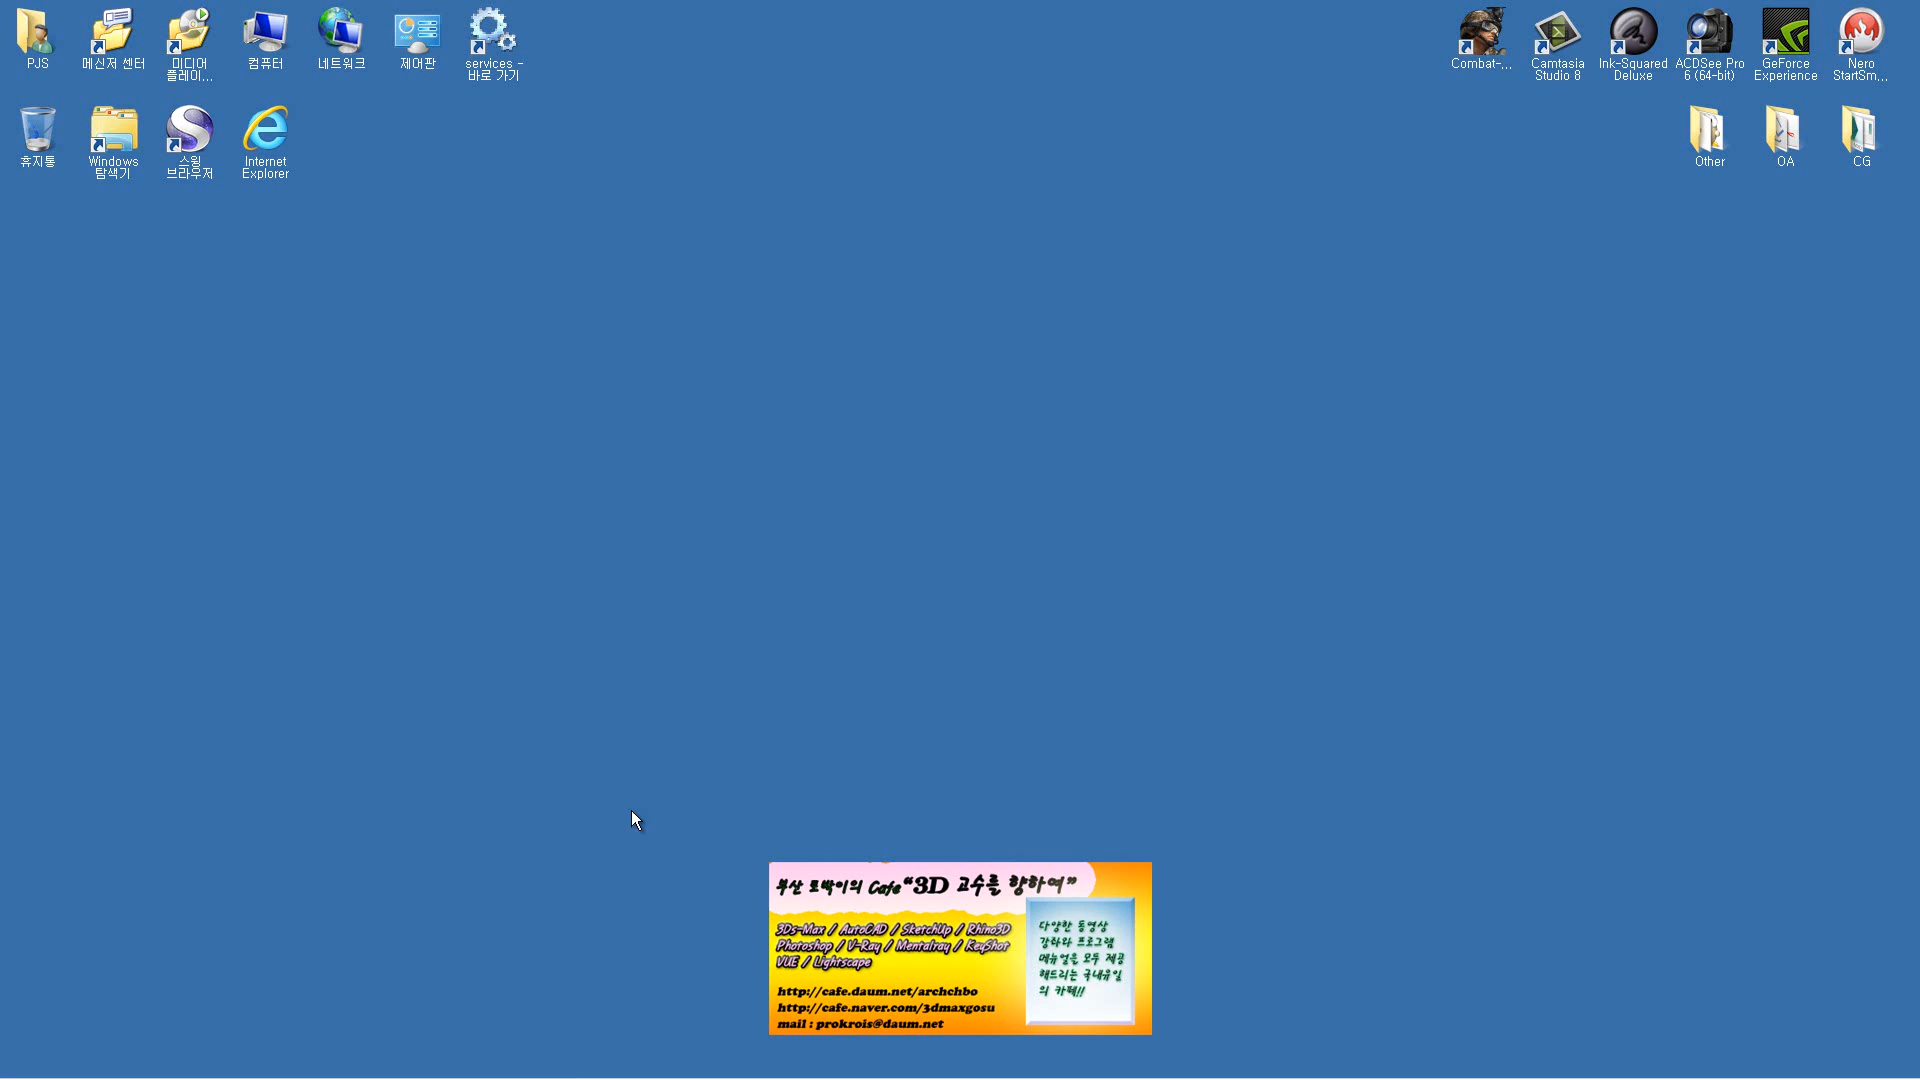 PJS
메신저 센터
미디어
플레이...
컴퓨터
네트워크
제어판
services -
바로 가기
Combat-...
Camtasia
Studio 8
Ink-Squared
Deluxe
ACDSee Pro
6 (64-bit)
GeForce
Experience
Nero
StartSm...
휴지통
Windows
탐색기
스윙
브라우저
Internet
Explorer
Other
OA
CG
부산 토박이의 Cafe "3D 고수를 향하여"
3Ds-Max / AutoCAD / SketchUp / Rhino3D
Photoshop / V-Ray / Mentalray / KeyShot
VUE / Lightscape
http://cafe.daum.net/archchbo
http://cafe.naver.com/3dmaxgosu
mail : prokrois@daum.net
다양한 동영상
강좌와 프로그램
메뉴얼을 모두 제공
해드리는 국내유일
의 카페!!